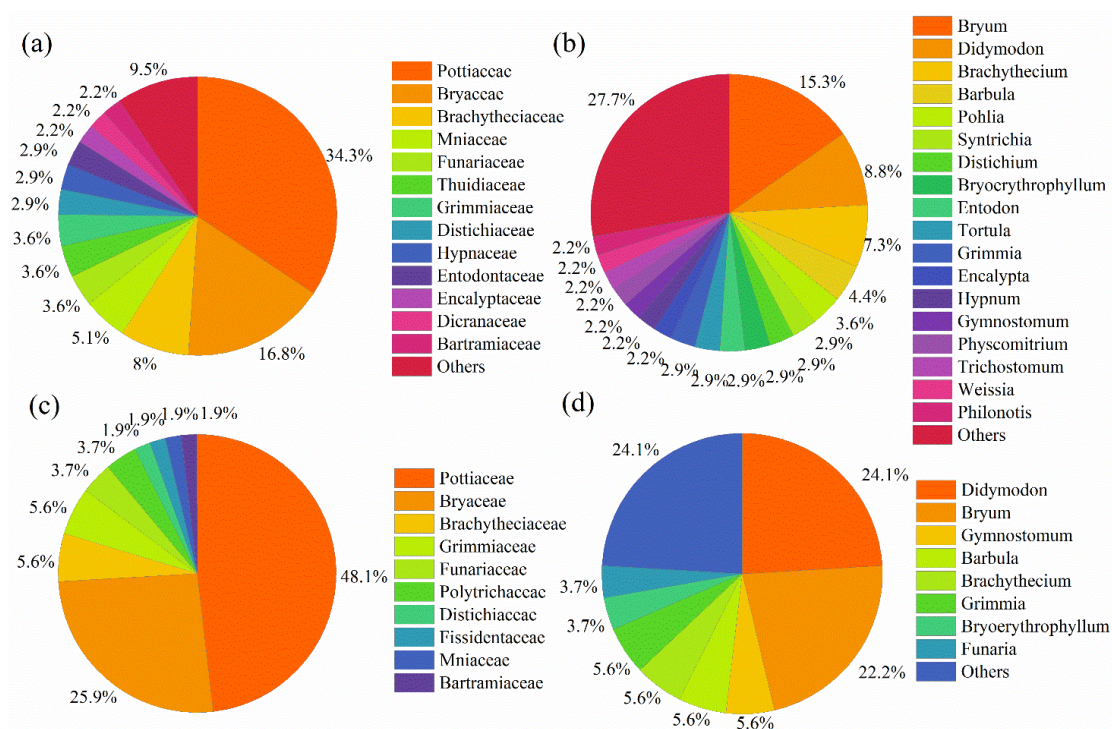 (a)
9.5%
2.2%
2.2%
2.2%
2.9%
2.9%
2.9%
3.6%
3.6%
3.6%
5.1%
8%
16.8%
34.3%
Pottiaccac
Bryaccac
Brachytheciaceae
Mniaceae
Funariaceae
Thuidiaceae
Grimmiaceae
Distichiaceae
Hypnaceae
Entodontaceae
Encalyptaceae
Dicranaceae
Bartramiaceae
Others
(b)
27.7%
15.3%
8.8%
7.3%
4.4%
3.6%
2.9%
2.9%
2.9%
2.9%
2.9%
2.9%
2.2%
2.2%
2.2%
2.2%
2.2%
2.2%
2.2%
Bryum
Didymodon
Brachythecium
Barbula
Pohlia
Syntrichia
Distichium
Bryocrythrophyllum
Entodon
Tortula
Grimmia
Encalypta
Hypnum
Gymnostomum
Physcomitrium
Trichostomum
Weissia
Philonotis
Others
(c)
1.9%
1.9%
1.9%
1.9%
3.7%
3.7%
5.6%
5.6%
25.9%
48.1%
Pottiaceae
Bryaceae
Brachytheciaceae
Grimmiaceae
Funariaceae
Polytrichaccac
Distichiaccac
Fissidentaceae
Mniaceae
Bartramiaceae
(d)
24.1%
24.1%
3.7%
3.7%
5.6%
5.6%
5.6%
5.6%
22.2%
Didymodon
Bryum
Gymnostomum
Barbula
Brachythecium
Grimmia
Bryoerythrophyllum
Funaria
Others